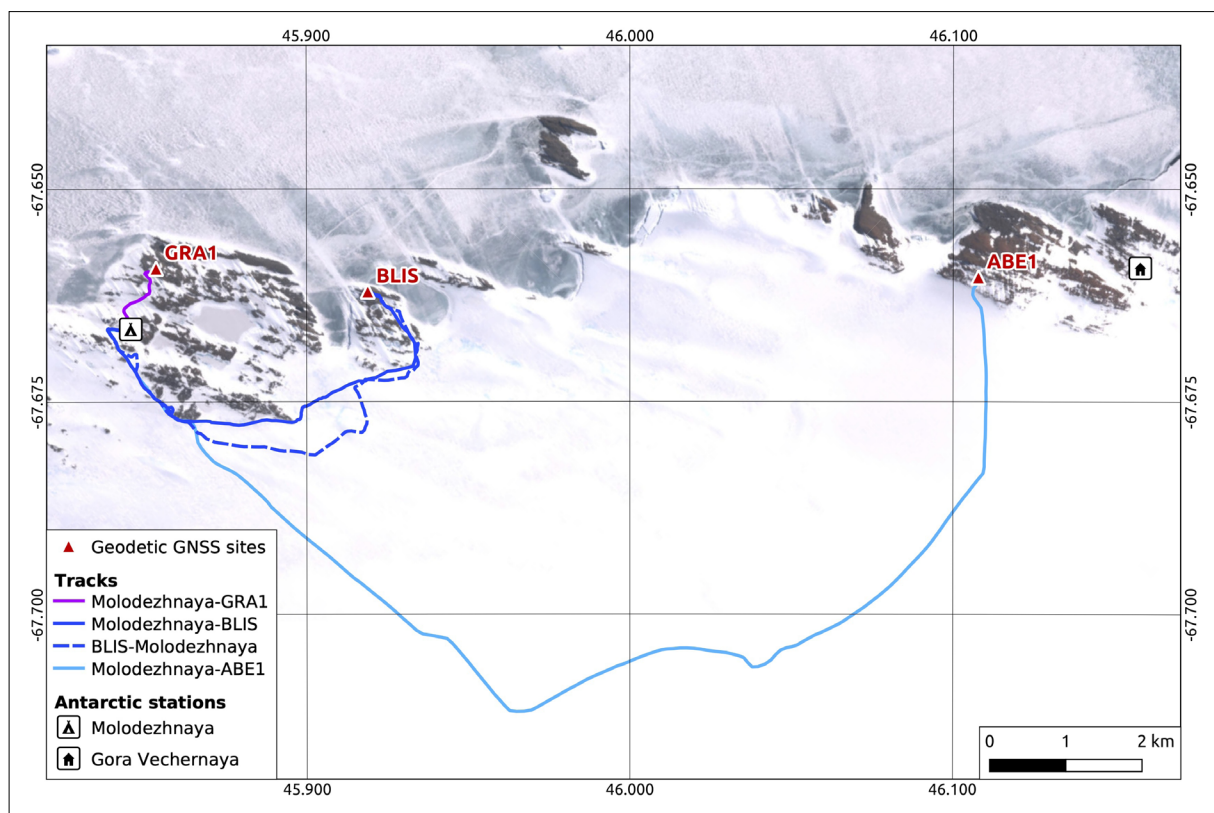 45.900
46.000
46.100
-67.650
-67.650
GRA1
BLIS
ABE1
-67.675
-67.675
Geodetic GNSS sites
Tracks
Molodezhnaya-GRA1
Molodezhnaya-BLIS
BLIS-Molodezhnaya
Molodezhnaya-ABE1
Antarctic stations
Molodezhnaya
Gora Vechernaya
-67.700
-67.700
0 1 2 km
45.900
46.000
46.100